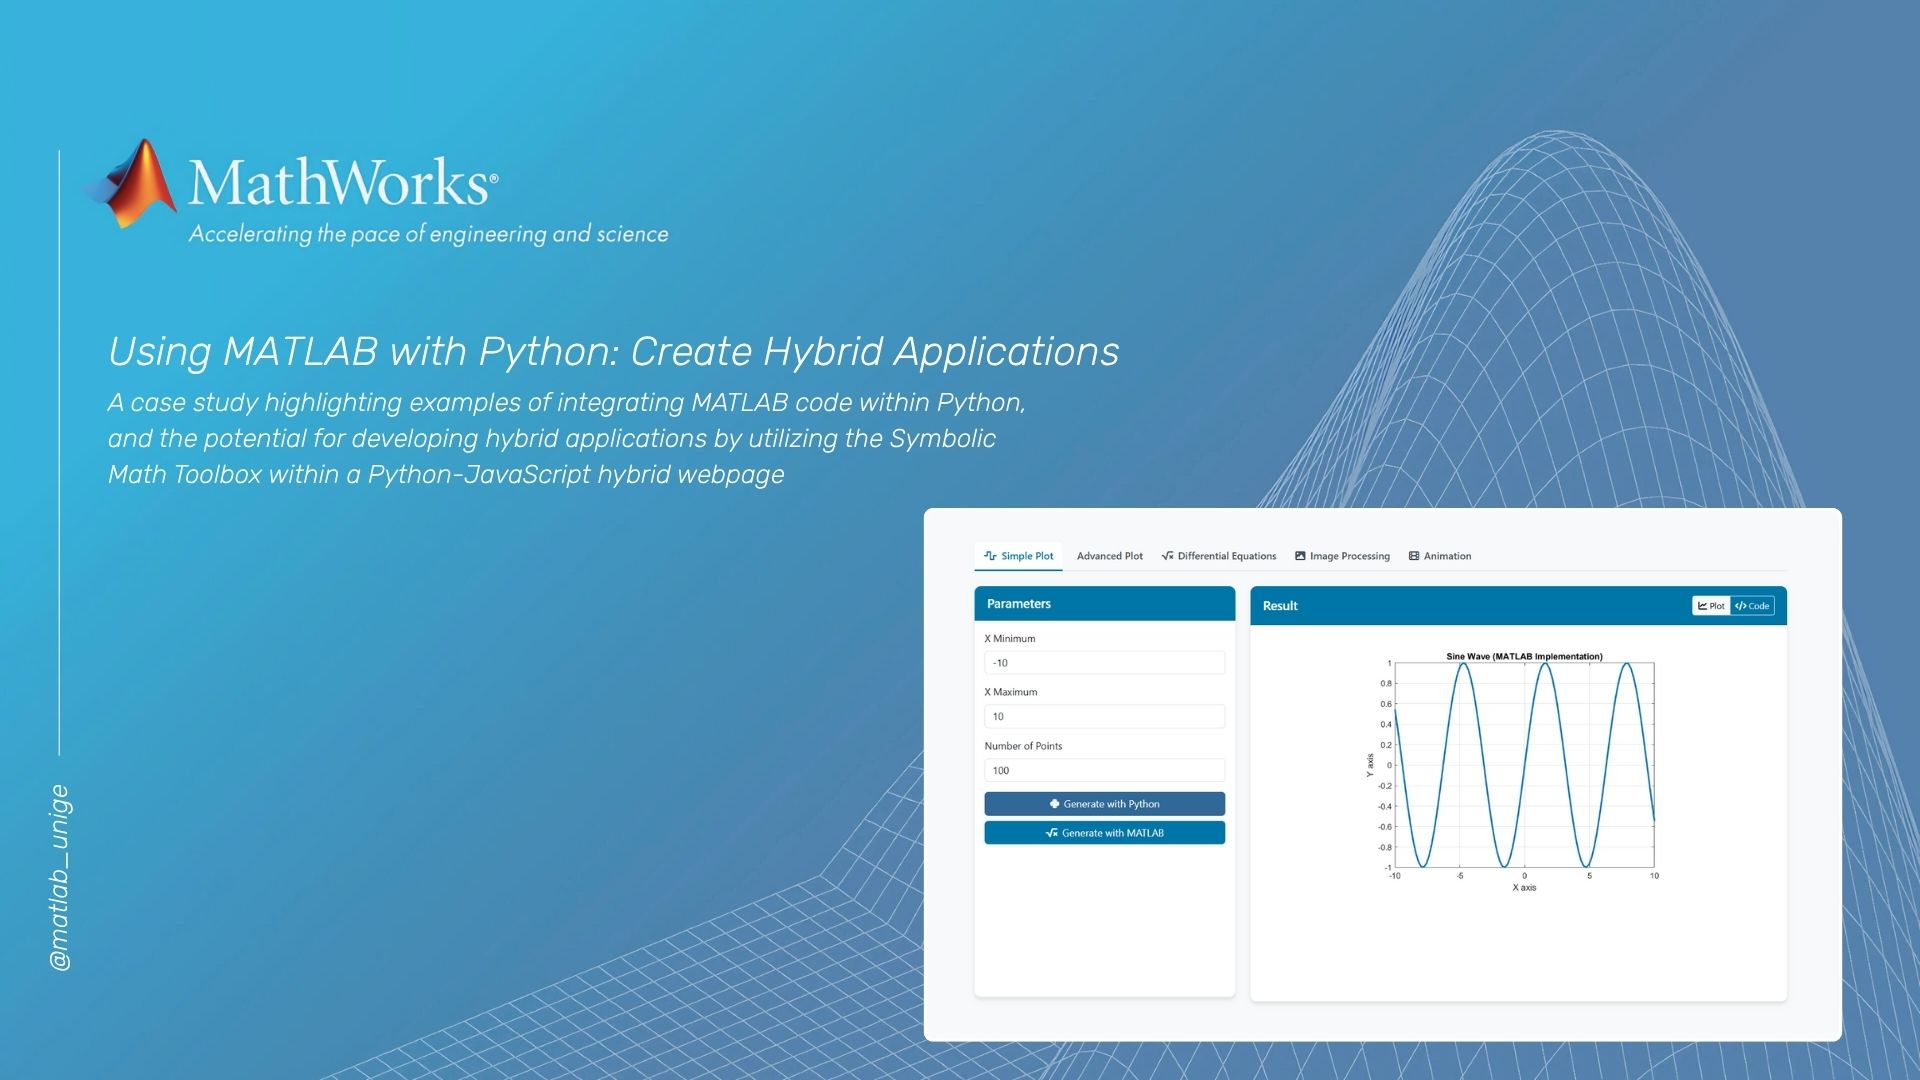 MathWorks®
Accelerating the pace of engineering and science
Using MATLAB with Python: Create Hybrid Applications
A case study highlighting examples of integrating MATLAB code within Python,
and the potential for developing hybrid applications by utilizing the Symbolic
Math Toolbox within a Python-JavaScript hybrid webpage
@matlab_unige
Simple Plot Advanced Plot √x Differential Equations Image Processing Animation
Parameters
X Minimum
-10
X Maximum
10
Number of Points
100
Generate with Python
√x Generate with MATLAB
Result
Plot </> Code
Sine Wave (MATLAB Implementation)
1
0.8
0.6
0.4
0.2
0
-0.2
-0.4
-0.6
-0.8
-1
Y axis
-10 -5 0 5 10
X axis